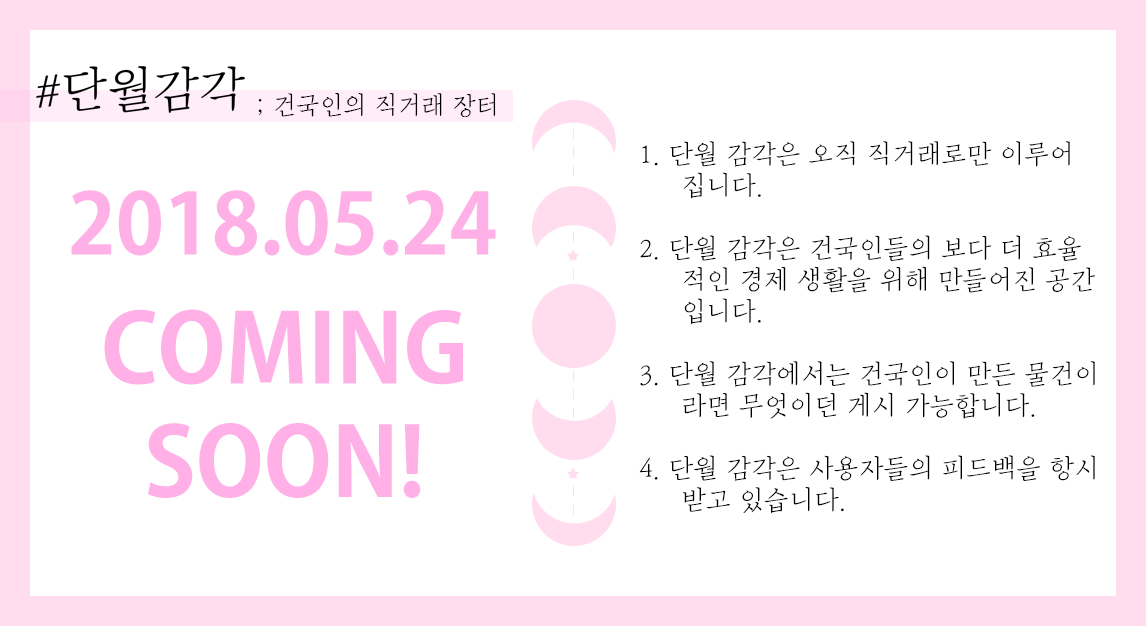 #단월감각 ; 건국인의 직거래 장터
2018.05.24
COMING
SOON!
1. 단월 감각은 오직 직거래로만 이루어
집니다.
2. 단월 감각은 건국인들의 보다 더 효율
적인 경제 생활을 위해 만들어진 공간
입니다.
3. 단월 감각에서는 건국인이 만든 물건이
라면 무엇이던 게시 가능합니다.
4. 단월 감각은 사용자들의 피드백을 항시
받고 있습니다.